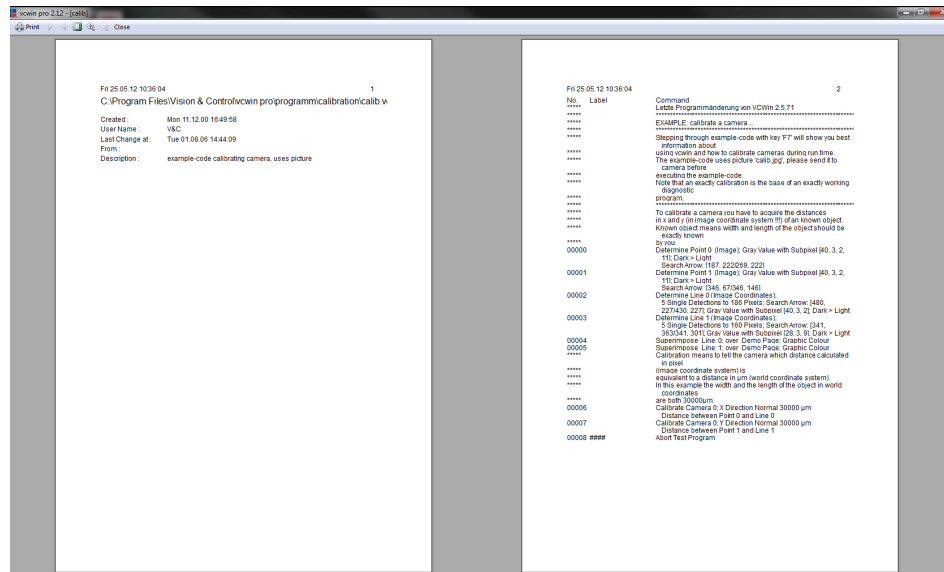 vcwin pro 2.12 - [calib]
Print Close
Fri 25.05.12 10:36:04 1
C:\Program Files\Vision & Control\vcwin pro\programm\calibration\calib.v
Created : Mon 11.12.00 16:49:58
User Name : V&C
Last Change at: Tue 01.08.06 14:44:09
From :
Description : example-code calibrating camera, uses picture
Fri 25.05.12 10:36:04 2
No. Label Command
***** Letzte Programmänderung von VCWin 2.5.71
***** ******************************************************
***** EXAMPLE: calibrate a camera ...
***** ******************************************************
***** Stepping through example-code with key 'F7' will show you best
information about
***** using vcwin and how to calibrate cameras during run time.
***** The example-code uses picture 'calib.jpg', please send it to
camera before
***** executing the example-code.
***** Note that an exactly calibration is the base of an exactly working
diagnostic
***** program.
***** ******************************************************
***** To calibrate a camera you have to acquire the distances
***** in x and y (in image coordinate system !!!) of an known object.
***** Known object means width and length of the object should be
exactly known
***** by you.
00000 Determine Point 0 (Image); Gray Value with Subpixel [40, 3, 2,
11]; Dark > Light
Search Arrow: [187, 222/269, 222]
00001 Determine Point 1 (Image); Gray Value with Subpixel [40, 3, 2,
11]; Dark > Light
Search Arrow: [346, 67/346, 146]
00002 Determine Line 0 (Image Coordinates);
5 Single Detections to 186 Pixels; Search Arrow: [480,
227/430, 227]; Gray Value with Subpixel [40, 3, 2]; Dark > Light
00003 Determine Line 1 (Image Coordinates);
5 Single Detections to 160 Pixels; Search Arrow: [341,
363/341, 301]; Gray Value with Subpixel [28, 3, 9]; Dark > Light
00004 Superimpose Line: 0; over Demo Page; Graphic Colour
00005 Superimpose Line: 1; over Demo Page; Graphic Colour
***** Calibration means to tell the camera which distance calculated
in pixel
***** (image coordinate system) is
***** equivalent to a distance in µm (world coordinate system).
***** In this example the width and the length of the object in world
coordinates
***** are both 30000µm.
00006 Calibrate Camera 0; X Direction Normal 30000 µm
Distance between Point 0 and Line 0
00007 Calibrate Camera 0; Y Direction Normal 30000 µm
Distance between Point 1 and Line 1
00008 #### Abort Test Program